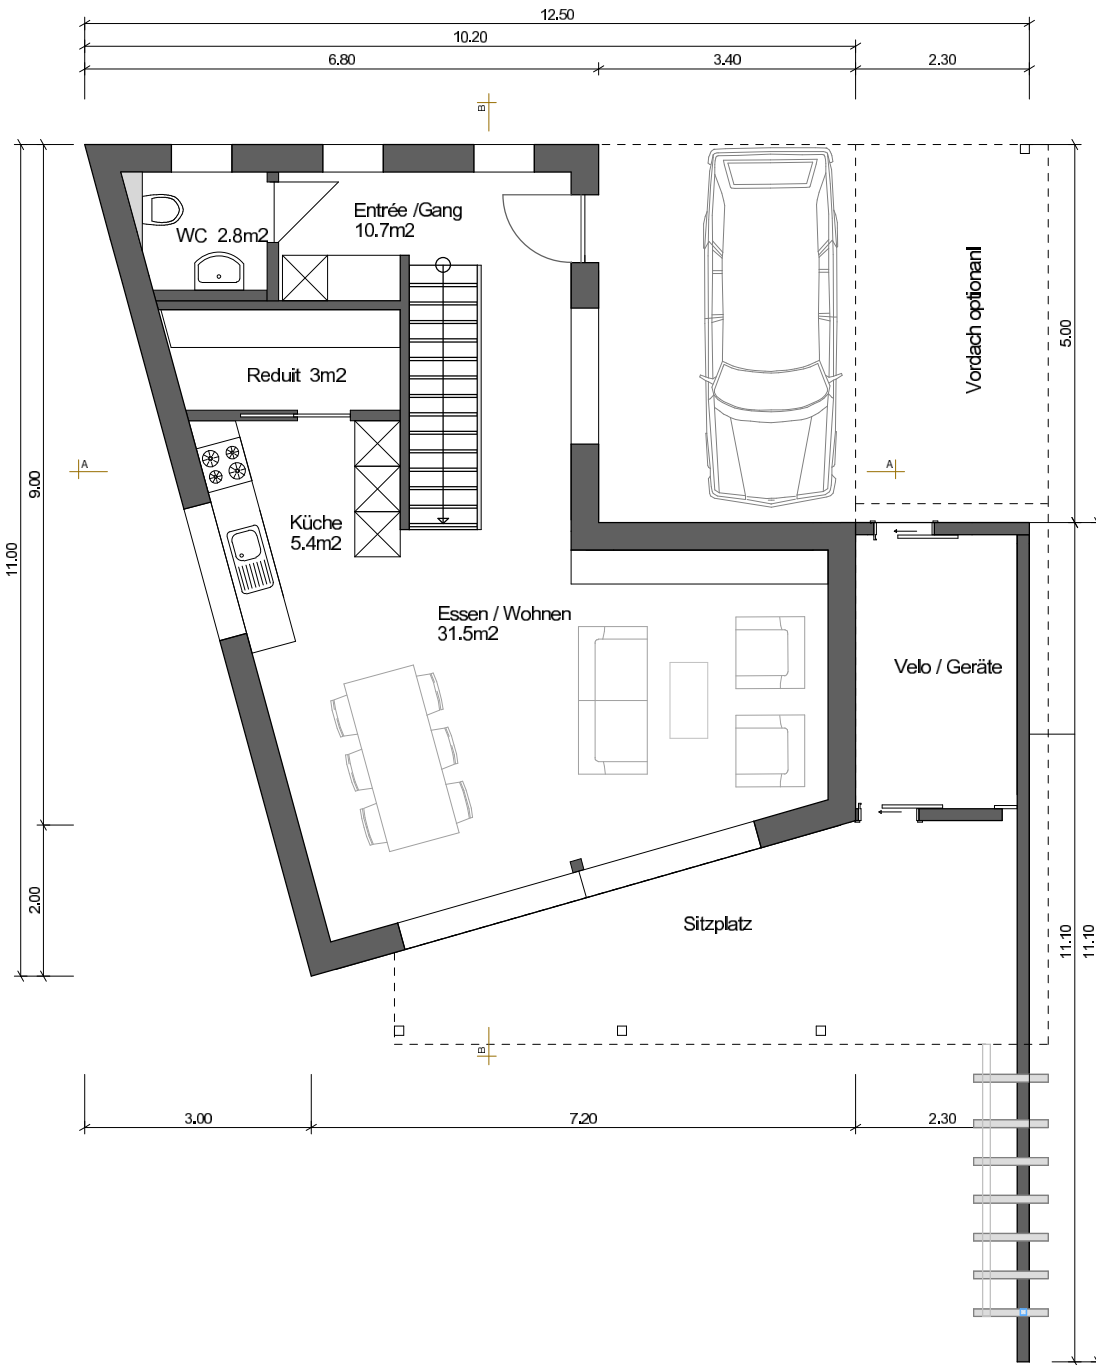 12.50
10.20
6.80
3.40
2.30
B
Entrée /Gang
10.7m2
WC 2.8m2
Vordach optionanl
5.00
Reduit 3m2
A
A
9.00
11.00
Küche
5.4m2
Essen / Wohnen
31.5m2
Velo / Geräte
2.00
Sitzplatz
11.10
11.10
B
3.00
7.20
2.30